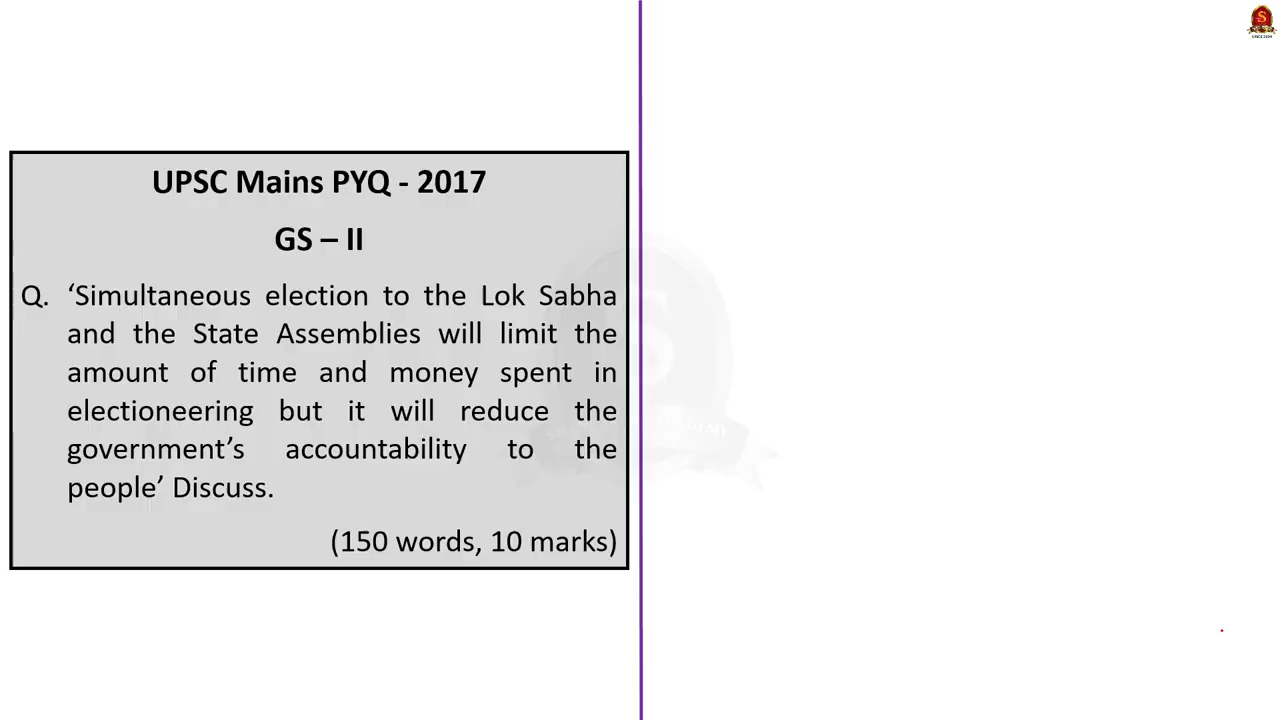 UPSC Mains PYQ - 2017
GS – II
Q. ‘Simultaneous election to the Lok Sabha
and the State Assemblies will limit the
amount of time and money spent in
electioneering but it will reduce the
government’s accountability to the
people’ Discuss.
(150 words, 10 marks)
S